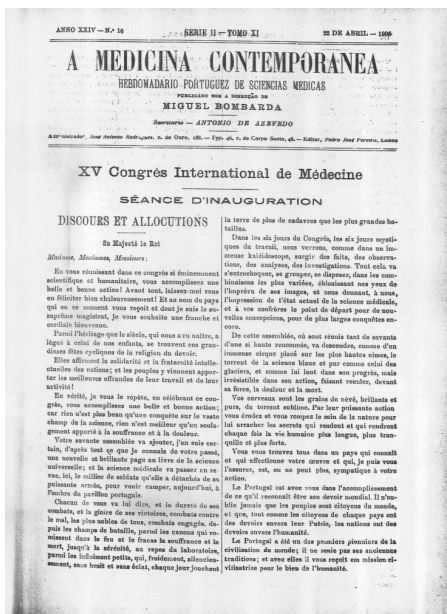 ANNO XXIV — N.º 16
SERIE II — TOMO XI
22 DE ABRIL — 1906
A MEDICINA CONTEMPORANEA
HEBDOMADARIO PORTUGUEZ DE SCIENCIAS MEDICAS
PUBLICADO SOB A DIRECÇÃO DE
MIGUEL BOMBARDA
Secretario — ANTONIO DE AZEVEDO
Administrador, José Antonio Rodrigues, r. do Ouro, 188. — Typ. 46, r. do Corpo Santo, 48. — Editor, Pedro José Pereira, Lisboa
XV Congrès International de Médecine
SÉANCE D'INAUGURATION
DISCOURS ET ALLOCUTIONS
Sa Majesté le Roi
Madame, Mesdames, Messieurs:
En vous réunissant dans ce congrès si éminemment
scientifique et humanitaire, vous accomplissez une
belle et bonne action! Avant tout, laissez-moi vous
en féliciter bien chaleureusement! Et au nom du pays
qui en ce moment vous reçoit et dont je suis le su-
prême magistrat, je vous souhaite une franche et
cordiale bienvenue.
Parmi l'héritage que le siècle, qui nous a vu naître, a
légué à celui de nos enfants, se trouvent ces gran-
dioses fêtes cycliques de la religion du devoir.
Elles affirment la solidarité et la fraternité intelle-
ctuelles des nations; et les peuples y viennent appor-
ter les meilleures offrandes de leur travail et de leur
activité!
En vérité, je vous le répète, en célébrant ce con-
grès, vous accomplissez une belle et bonne action;
car rien n'est plus beau qu'une conquête sur le vaste
champ de la science, rien n'est meilleur qu'un soula-
gement apporté à la souffrance et à la douleur.
Votre savante assemblée va ajouter, j'en suis cer-
tain, d'après tout ce que je connais de votre passé,
une nouvelle et brillante page au livre de la science
universelle; et la science médicale va passer en re-
vue, ici, le millier de soldats qu'elle a détachés de sa
puissante armée, pour venir camper, aujourd'hui, à
l'ombre du pavillon portugais.
Chacun de vous va lui dire, et la dureté de ses
combats, et la gloire de ses victoires, combats contre
le mal, les plus nobles de tous, combats engagés, de-
puis les champs de bataille, parmi les canons qui vo-
missent dans le feu et le fracas la souffrance et la
mort, jusqu'à la sérénité, au repos du laboratoire,
parmi les infiniment petits, qui, froidement, silencieu-
sement, sans bruit et sans éclat, chaque jour jonchent
la terre de plus de cadavres que les plus grandes ba-
tailles.
Dans les six jours du Congrès, les six jours mysti-
ques du travail, nous verrons, comme dans un im-
mense kaléidoscope, surgir des faits, des observa-
tions, des analyses, des investigations. Tout cela va
s'entrechoquer, se grouper, se disposer, dans les com-
binaisons les plus variées, éblouissant nos yeux de
l'imprévu de ses images, et nous donnant, à nous,
l'impression de l'état actuel de la science médicale,
et à vos confrères le point de départ pour de nou-
velles conceptions, pour de plus larges conquêtes en-
core.
De cette assemblée, où sont réunis tant de savants
d'une si haute renommée, va descendre, comme d'un
immense cirque placé sur les plus hautes cimes, le
torrent de la science blanc et pur comme celui des
glaciers, et comme lui lent dans son progrès, mais
irrésistible dans son action, faisant reculer, devant
sa force, la douleur et la mort.
Vos cerveaux sont les grains de névé, brillants et
purs, du torrent sublime. Par leur puissante action
vous érodez et vous rongez le sein de la nature pour
lui arracher les secrets qui rendent et qui rendront
chaque fois la vie humaine plus longue, plus tran-
quille et plus forte.
Vous vous trouvez tous dans un pays qui connaît
et qui affectionne votre œuvre et qui, je puis vous
l'assurer, est, on ne peut plus, sympathique à votre
action.
Le Portugal est avec vous dans l'accomplissement
de ce qu'il reconnaît être son devoir mondial. Il n'ou-
blie jamais que les peuples sont citoyens du monde,
et que, tout comme les citoyens de chaque pays ont
des devoirs envers leur Patrie, les nations ont des
devoirs envers l'humanité.
Le Portugal a été un des premiers pionniers de la
civilisation du monde; il ne renie pas ses anciennes
traditions; et avec elles il vous reçoit em mission ci-
vilisatrice pour le bien de l'humanité.